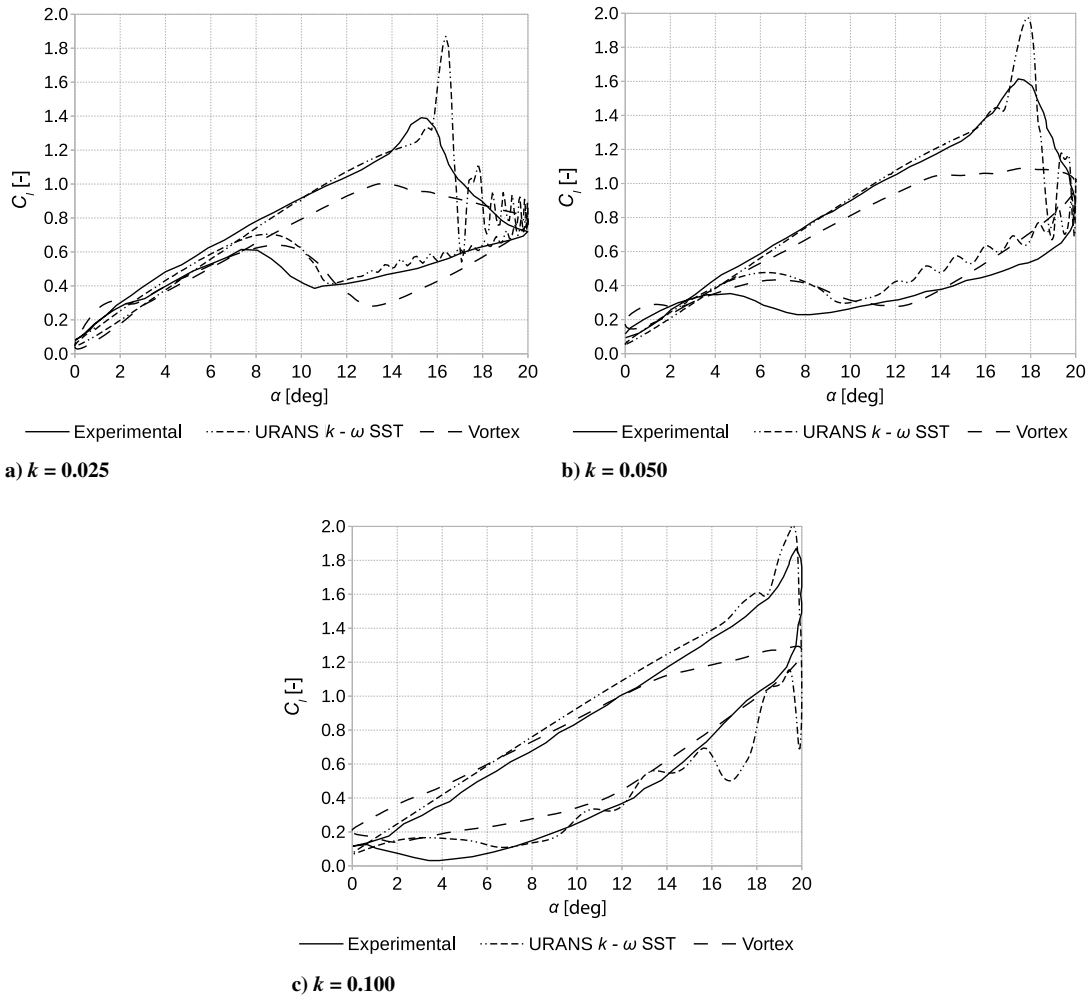 2.0
1.8
1.6
1.4
1.2
1.0
0.8
0.6
0.4
0.2
0.0
C_l [-]
0 2 4 6 8 10 12 14 16 18 20
α [deg]
Experimental URANS k - ω SST Vortex
a) k = 0.025
2.0
1.8
1.6
1.4
1.2
1.0
0.8
0.6
0.4
0.2
0.0
C_l [-]
0 2 4 6 8 10 12 14 16 18 20
α [deg]
Experimental URANS k - ω SST Vortex
b) k = 0.050
2.0
1.8
1.6
1.4
1.2
1.0
0.8
0.6
0.4
0.2
0.0
C_l [-]
0 2 4 6 8 10 12 14 16 18 20
α [deg]
Experimental URANS k - ω SST Vortex
c) k = 0.100